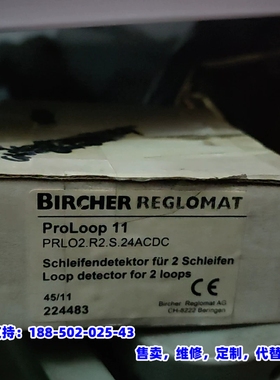 BIRCHER REGLOMAT
ProLoop 11
PRLO2.R2.S.24ACDC
Schleifendetektor für 2 Schleifen
Loop detector for 2 loops
45/11
224483
CE
Bircher Reglomat AG
CH-8222 Beringen
支持：188-502-025-43
售卖，维修，定制，代替